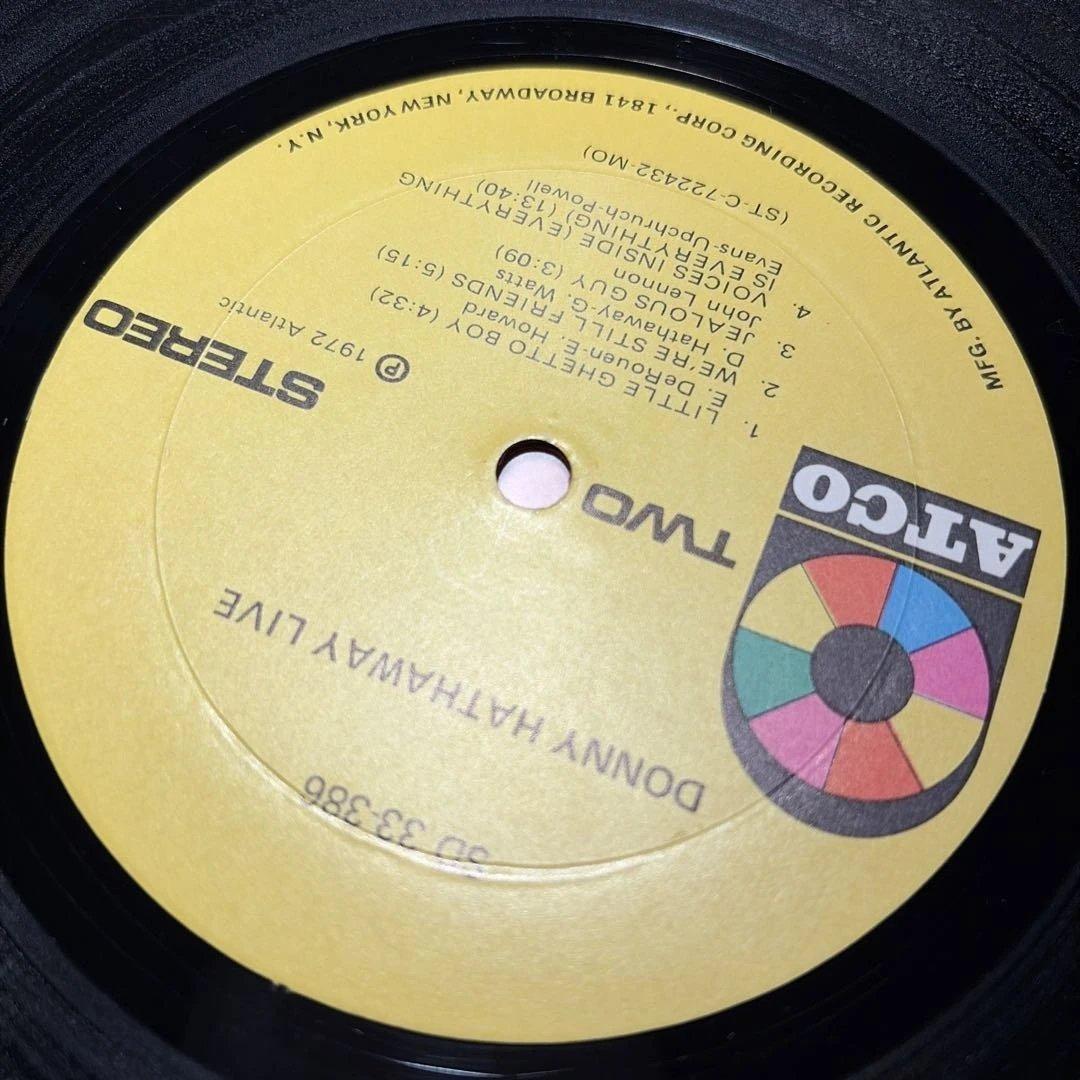 SD 33-386
DONNY HATHAWAY LIVE
ATCO
TWO
STEREO
℗ 1972 Atlantic
1. LITTLE GHETTO BOY (4:32)
E. DeRouen-E. Howard
2. WE'RE STILL FRIENDS (5:15)
D. Hathaway-G. Watts
3. JEALOUS GUY (3:09)
John Lennon
4. VOICES INSIDE (EVERYTHING
IS EVERYTHING) (13:40)
Evans-Upchruch-Powell
(ST-C-722432-MO)
MFG. BY ATLANTIC RECORDING CORP., 1841 BROADWAY, NEW YORK, N.Y.